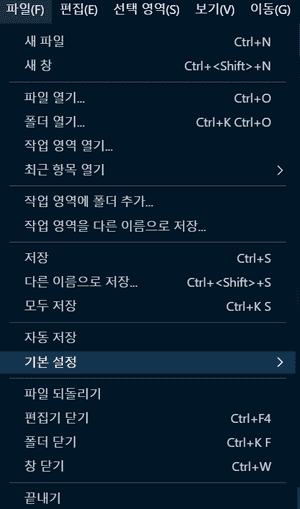 파일(F) 편집(E) 선택 영역(S) 보기(V) 이동(G)
새 파일 Ctrl+N
새 창 Ctrl+<Shift>+N
파일 열기... Ctrl+O
폴더 열기... Ctrl+K Ctrl+O
작업 영역 열기...
최근 항목 열기
작업 영역에 폴더 추가...
작업 영역을 다른 이름으로 저장...
저장 Ctrl+S
다른 이름으로 저장... Ctrl+<Shift>+S
모두 저장 Ctrl+K S
자동 저장
기본 설정
파일 되돌리기
편집기 닫기 Ctrl+F4
폴더 닫기 Ctrl+K F
창 닫기 Ctrl+W
끝내기